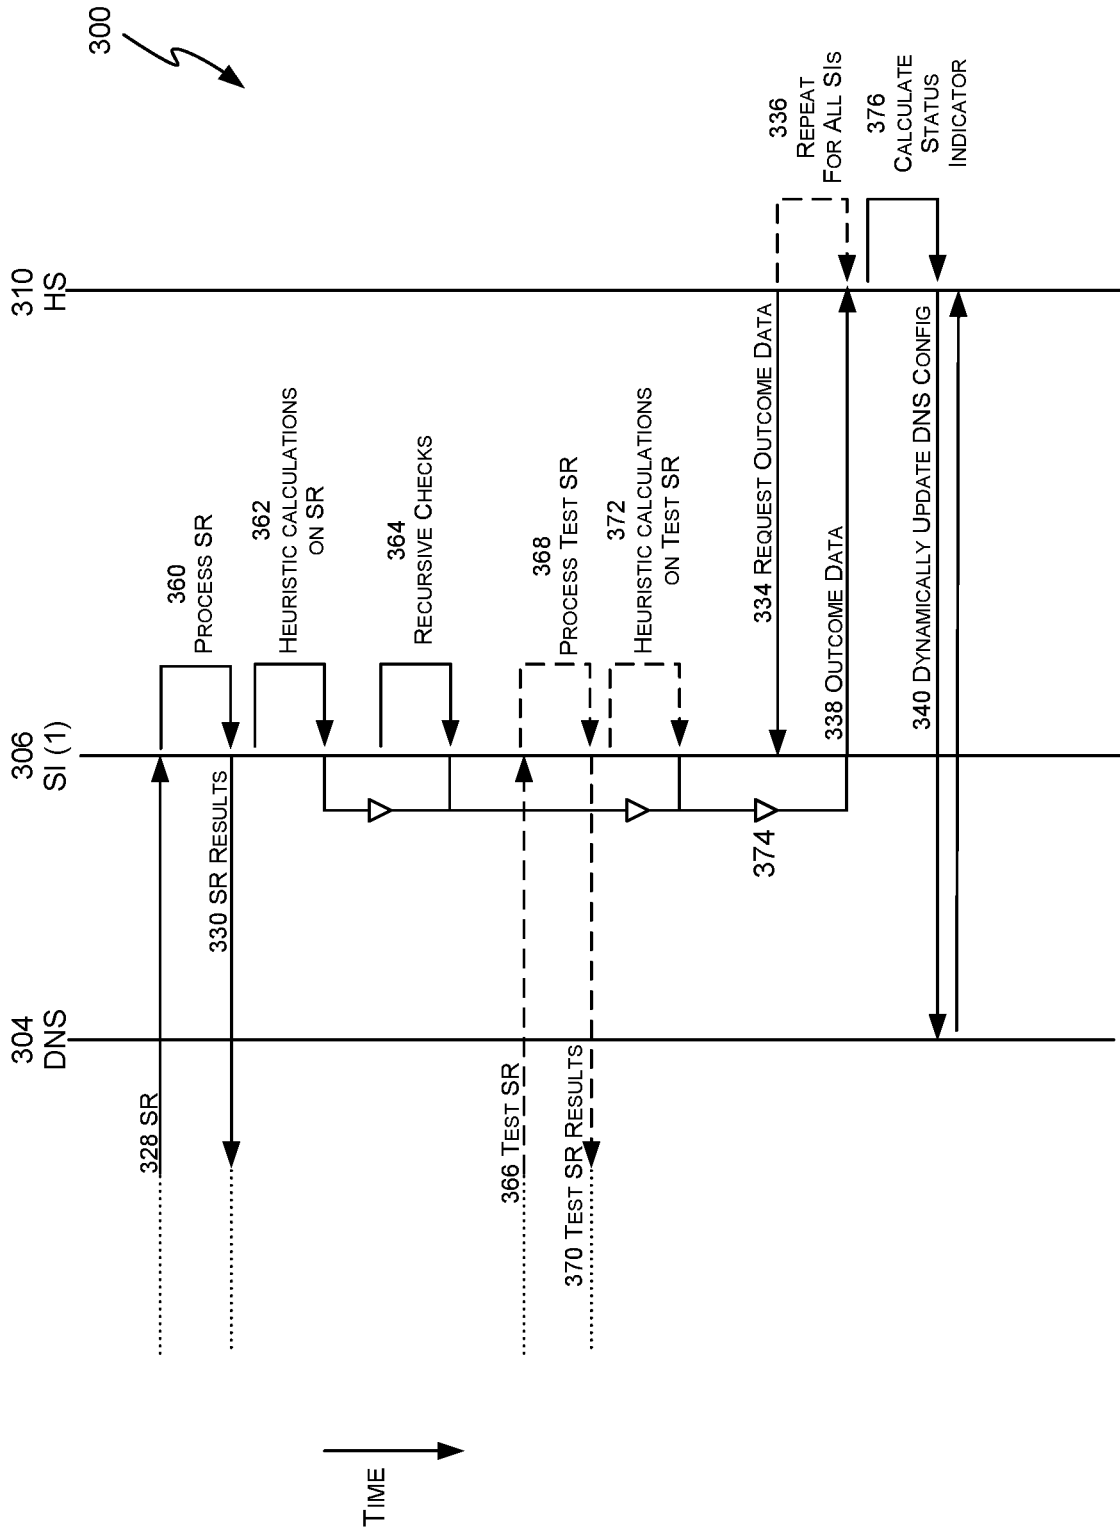 300
304
DNS
306
SI (1)
310
HS
328 SR
360
PROCESS SR
330 SR RESULTS
362
HEURISTIC CALCULATIONS
ON SR
TIME
364
RECURSIVE CHECKS
366 TEST SR
368
PROCESS TEST SR
370 TEST SR RESULTS
372
HEURISTIC CALCULATIONS
ON TEST SR
374
334 REQUEST OUTCOME DATA
336
REPEAT
FOR ALL SIs
338 OUTCOME DATA
376
CALCULATE
STATUS
INDICATOR
340 DYNAMICALLY UPDATE DNS CONFIG